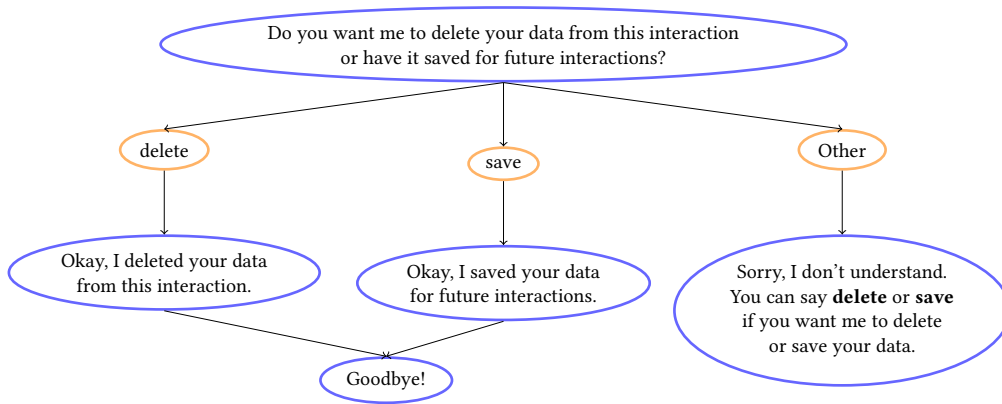 Do you want me to delete your data from this interaction
or have it saved for future interactions?
delete
save
Other
Okay, I deleted your data
from this interaction.
Okay, I saved your data
for future interactions.
Sorry, I don't understand.
You can say delete or save
if you want me to delete
or save your data.
Goodbye!